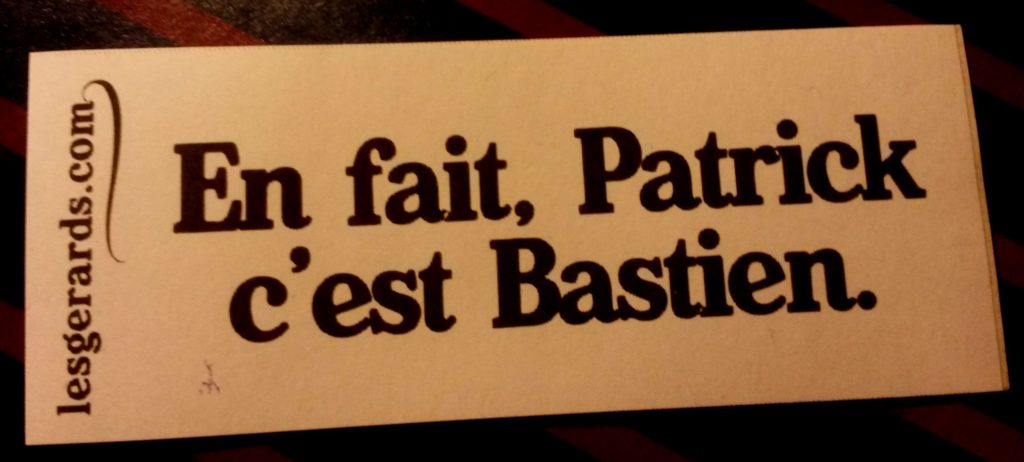 lesgerards.com
En fait, Patrick
c'est Bastien.